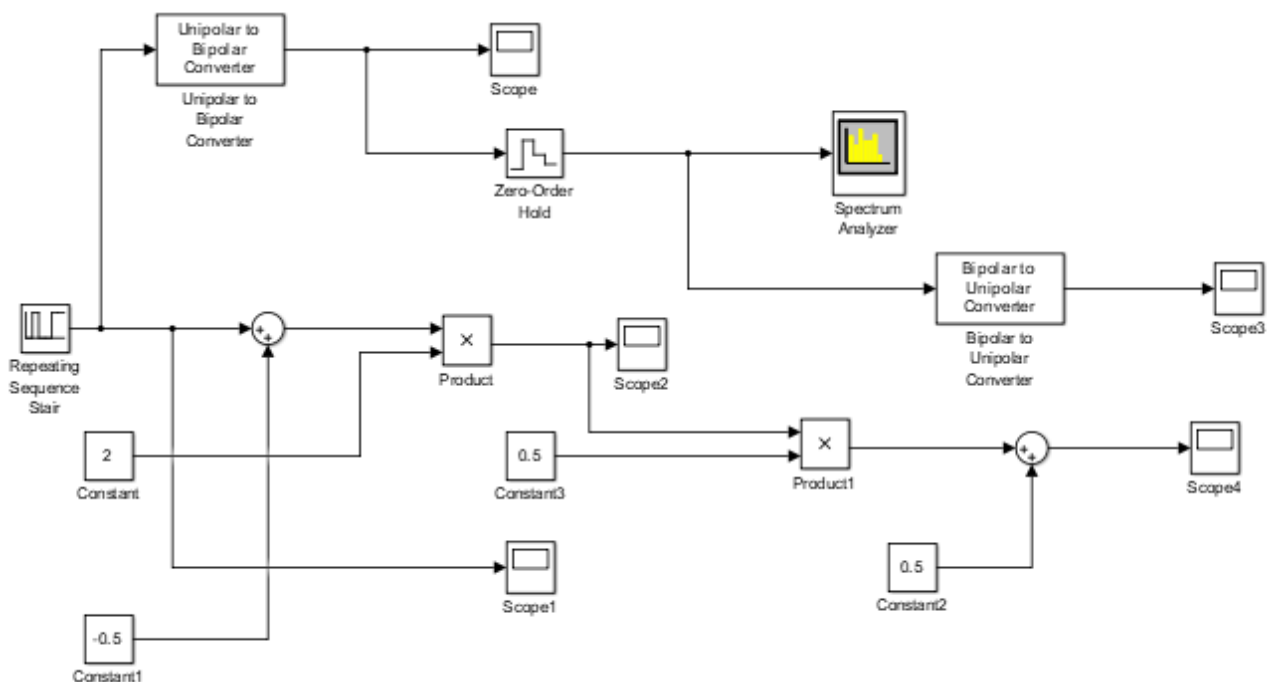 Unipolar to
Bipolar
Converter
Unipolar to
Bipolar
Converter
Scope
Zero-Order
Hold
Spectrum
Analyzer
Bipolar to
Unipolar
Converter
Bipolar to
Unipolar
Converter
Scope3
Repeating
Sequence
Stair
+
+
×
Product
Scope2
2
Constant
0.5
Constant3
×
Product1
+
+
Scope4
Scope1
0.5
Constant2
-0.5
Constant1